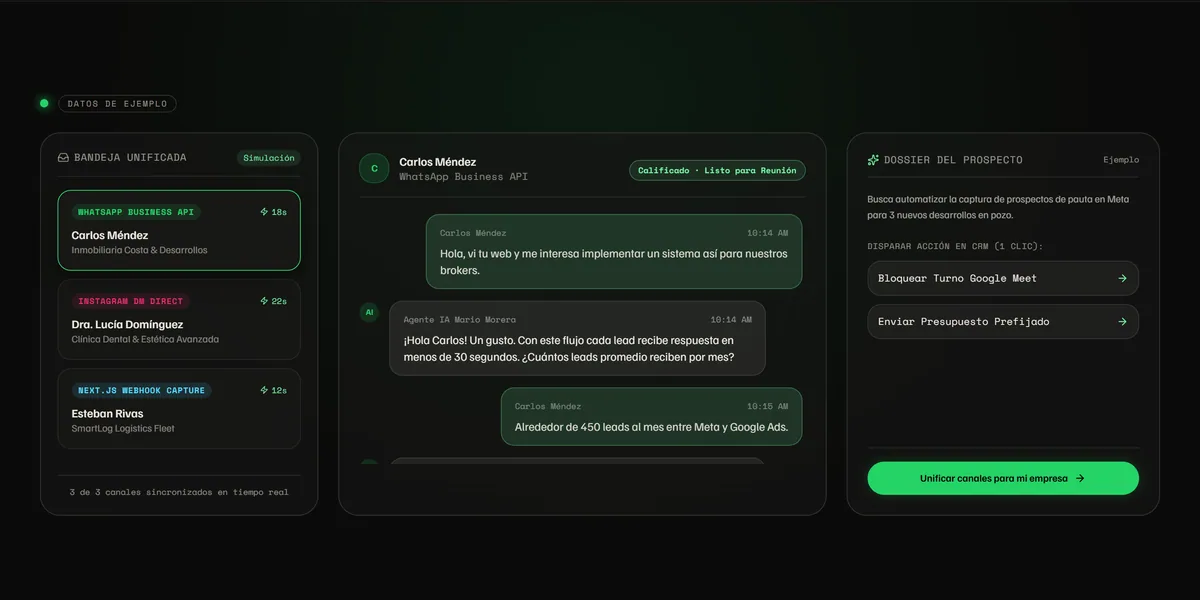 DATOS DE EJEMPLO
BANDEJA UNIFICADA
Simulación
WHATSAPP BUSINESS API
18s
Carlos Méndez
Inmobiliaria Costa & Desarrollos
INSTAGRAM DM DIRECT
22s
Dra. Lucía Domínguez
Clínica Dental & Estética Avanzada
NEXT.JS WEBHOOK CAPTURE
12s
Esteban Rivas
SmartLog Logistics Fleet
3 de 3 canales sincronizados en tiempo real
C
Carlos Méndez
WhatsApp Business API
Calificado · Listo para Reunión
Carlos Méndez
10:14 AM
Hola, vi tu web y me interesa implementar un sistema así para nuestros
brokers.
AI
Agente IA Mario Morera
10:14 AM
¡Hola Carlos! Un gusto. Con este flujo cada lead recibe respuesta en
menos de 30 segundos. ¿Cuántos leads promedio reciben por mes?
Carlos Méndez
10:15 AM
Alrededor de 450 leads al mes entre Meta y Google Ads.
DOSSIER DEL PROSPECTO
Ejemplo
Busca automatizar la captura de prospectos de pauta en Meta
para 3 nuevos desarrollos en pozo.
DISPARAR ACCIÓN EN CRM (1 CLIC):
Bloquear Turno Google Meet →
Enviar Presupuesto Prefijado →
Unificar canales para mi empresa →